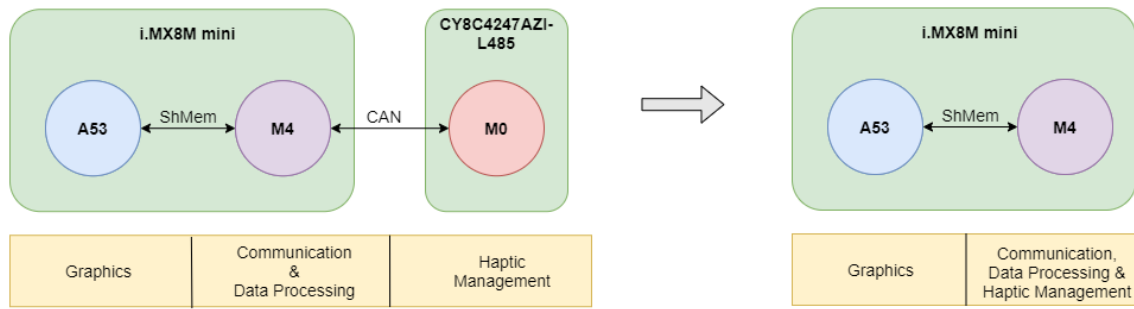 i.MX8M mini
CY8C4247AZI-
L485
A53
ShMem
M4
CAN
M0
Graphics
Communication
&
Data Processing
Haptic
Management
i.MX8M mini
A53
ShMem
M4
Graphics
Communication,
Data Processing &
Haptic Management